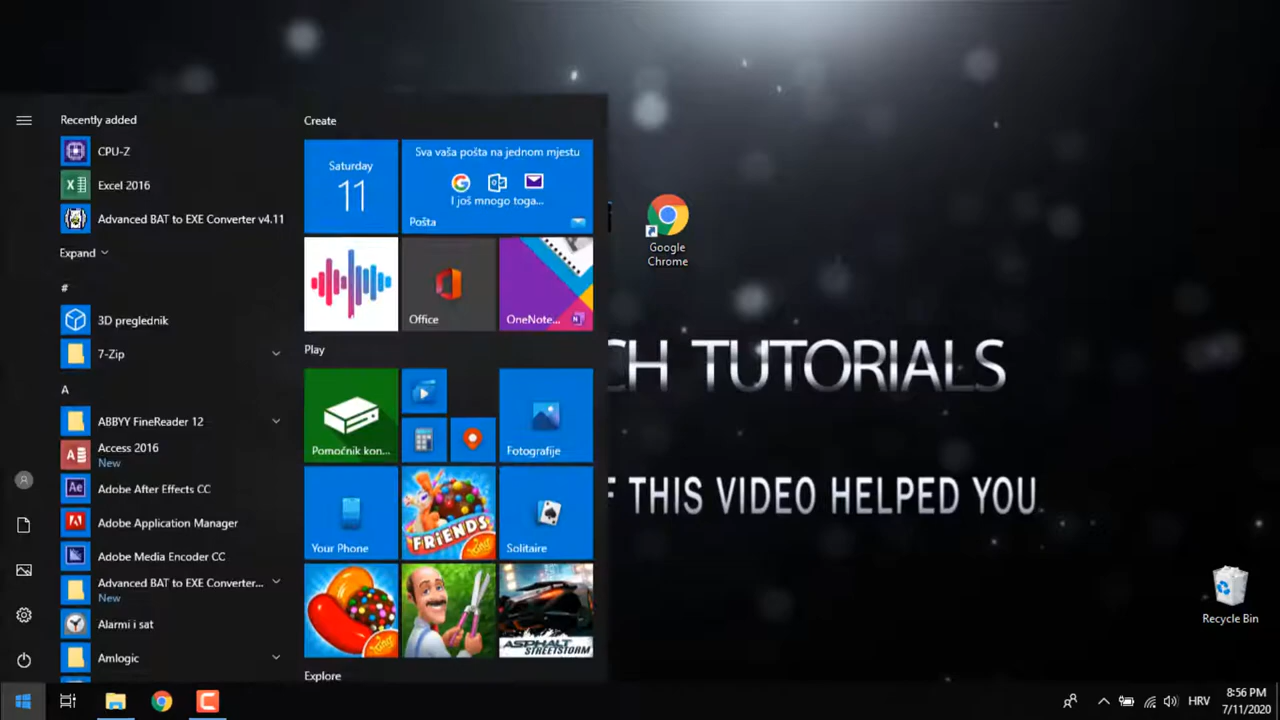 Recently added
CPU-Z
Excel 2016
Advanced BAT to EXE Converter v4.11
Expand
#
3D preglednik
7-Zip
A
ABBYY FineReader 12
Access 2016
New
Adobe After Effects CC
Adobe Application Manager
Adobe Media Encoder CC
Advanced BAT to EXE Converter...
New
Alarmi i sat
Amlogic
Create
Saturday
11
Sva vaša pošta na jednom mjestu
I još mnogo toga...
Pošta
Office
OneNote...
Play
Pomoćnik kon...
Fotografije
Your Phone
FRiENDS
Solitaire
ASPHALT
STREETSTORM
Explore
Google
Chrome
CH TUTORIALS
F THIS VIDEO HELPED YOU
Recycle Bin
HRV
8:56 PM
7/11/2020